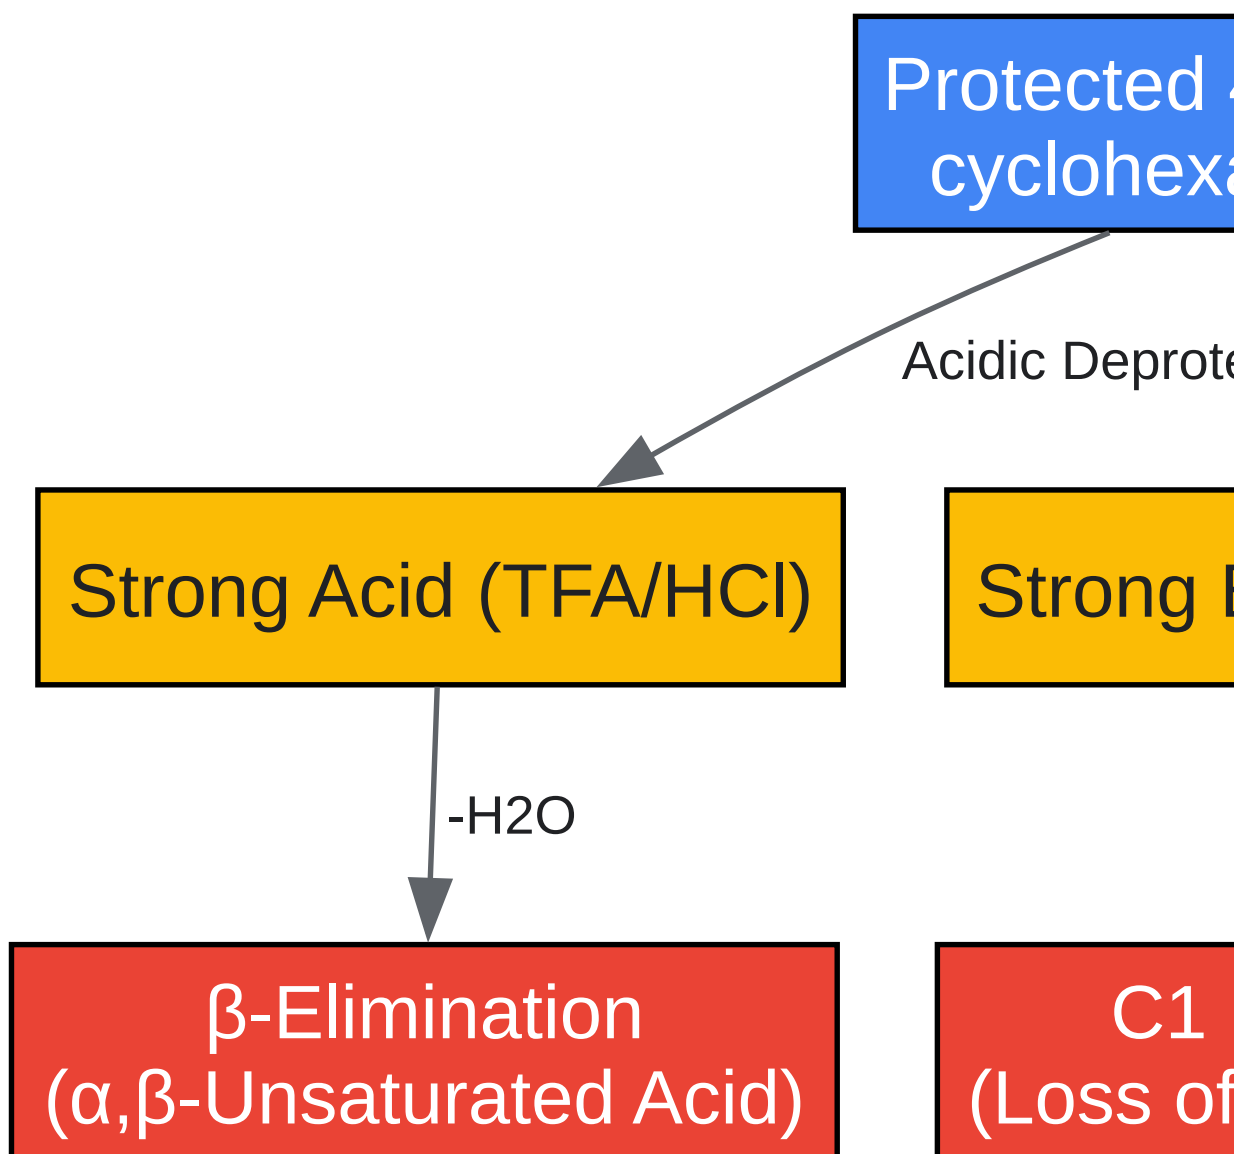 Protected
cyclohexa
Acidic Deprote
Strong Acid (TFA/HCl)
Strong
-H2O
β-Elimination
(α,β-Unsaturated Acid)
C1
(Loss of